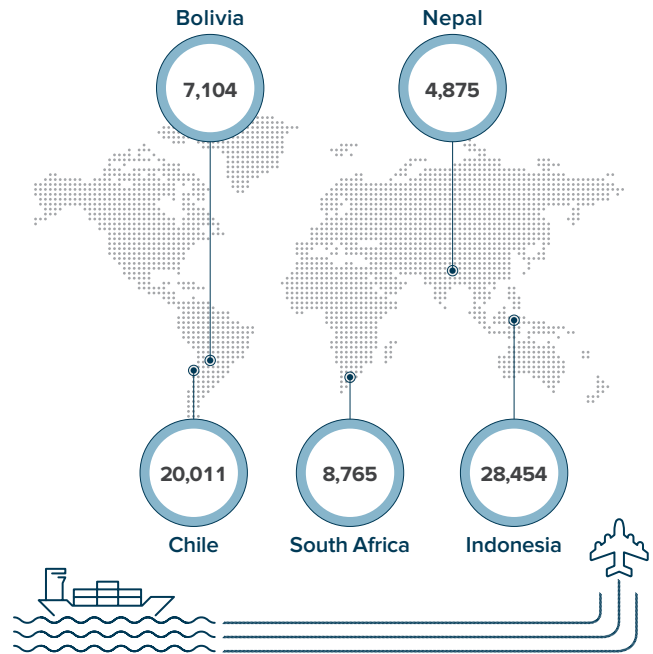 Bolivia
Nepal
7,104
4,875
20,011
8,765
28,454
Chile
South Africa
Indonesia